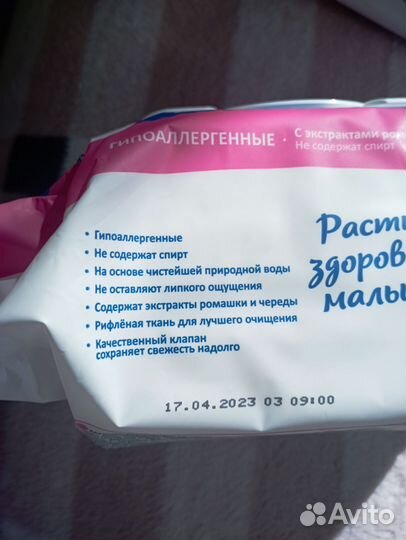 ГИПОАЛЛЕРГЕННЫЕ · С экстрактами
Не содержит спирт
• Гипоаллергенные
• Не содержат спирт
• На основе чистейшей природной воды
• Не оставляют липкого ощущения
• Содержат экстракты ромашки и череды
• Рифлёная ткань для лучшего очищения
• Качественный клапан
сохраняет свежесть надолго
17.04.2023 03 09:00
Avito